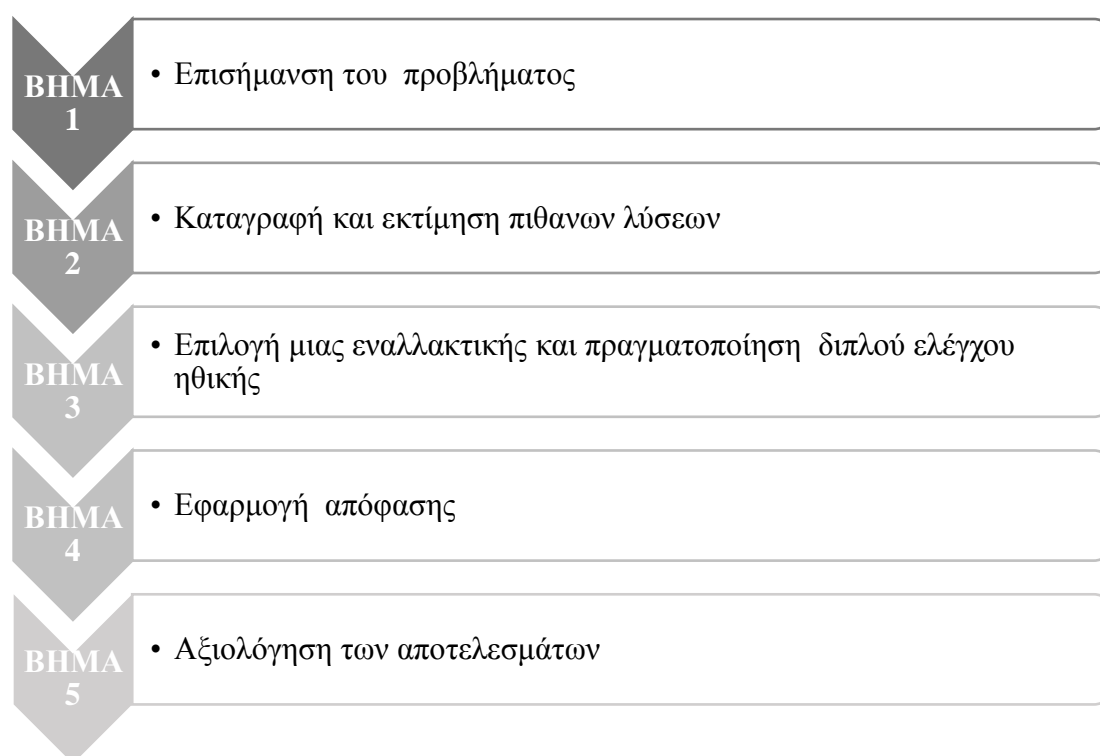 ΒΗΜΑ
1
• Επισήμανση του προβλήματος
ΒΗΜΑ
2
• Καταγραφή και εκτίμηση πιθανων λύσεων
ΒΗΜΑ
3
• Επιλογή μιας εναλλακτικής και πραγματοποίηση διπλού ελέγχου
ηθικής
ΒΗΜΑ
4
• Εφαρμογή απόφασης
ΒΗΜΑ
5
• Αξιολόγηση των αποτελεσμάτων